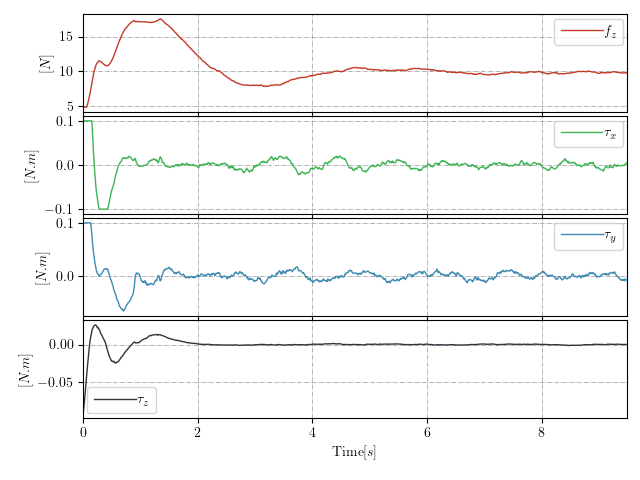 15
10
5
[N]
f_z
0.1
0.0
−0.1
[N.m]
τ_x
0.1
0.0
[N.m]
τ_y
0.00
−0.05
[N.m]
τ_z
0 2 4 6 8
Time[s]